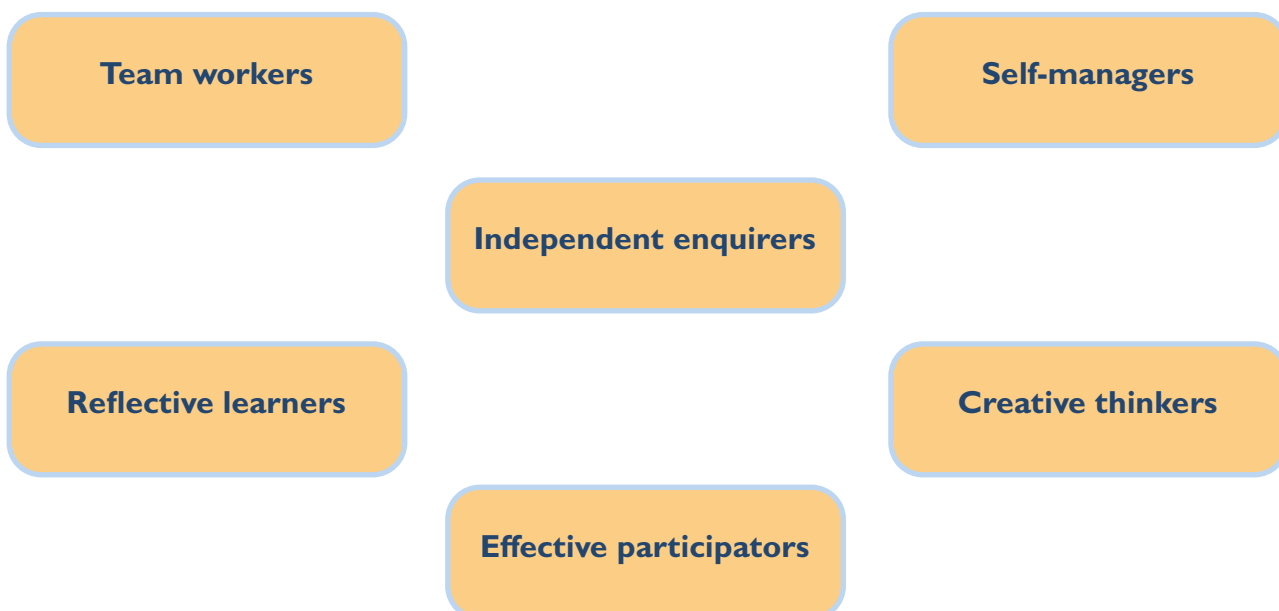 Team workers
Self-managers
Independent enquirers
Reflective learners
Creative thinkers
Effective participators